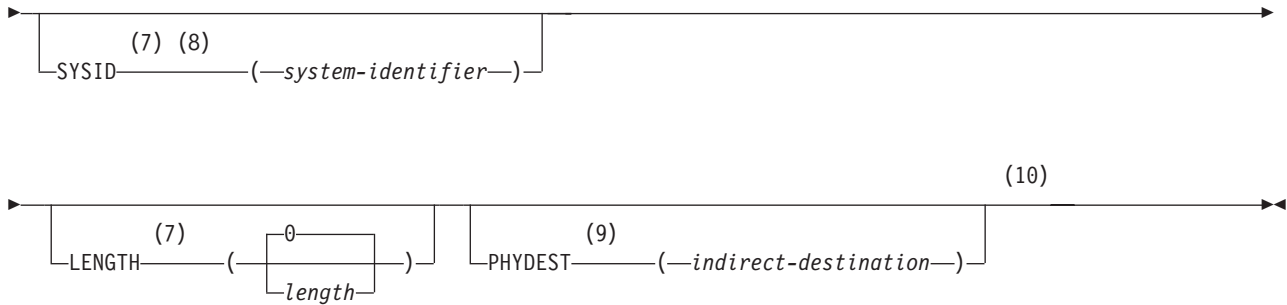 (7) (8)
SYSID ( system-identifier )
(10)
(7) 0 (9)
LENGTH ( length ) PHYDEST ( indirect-destination )